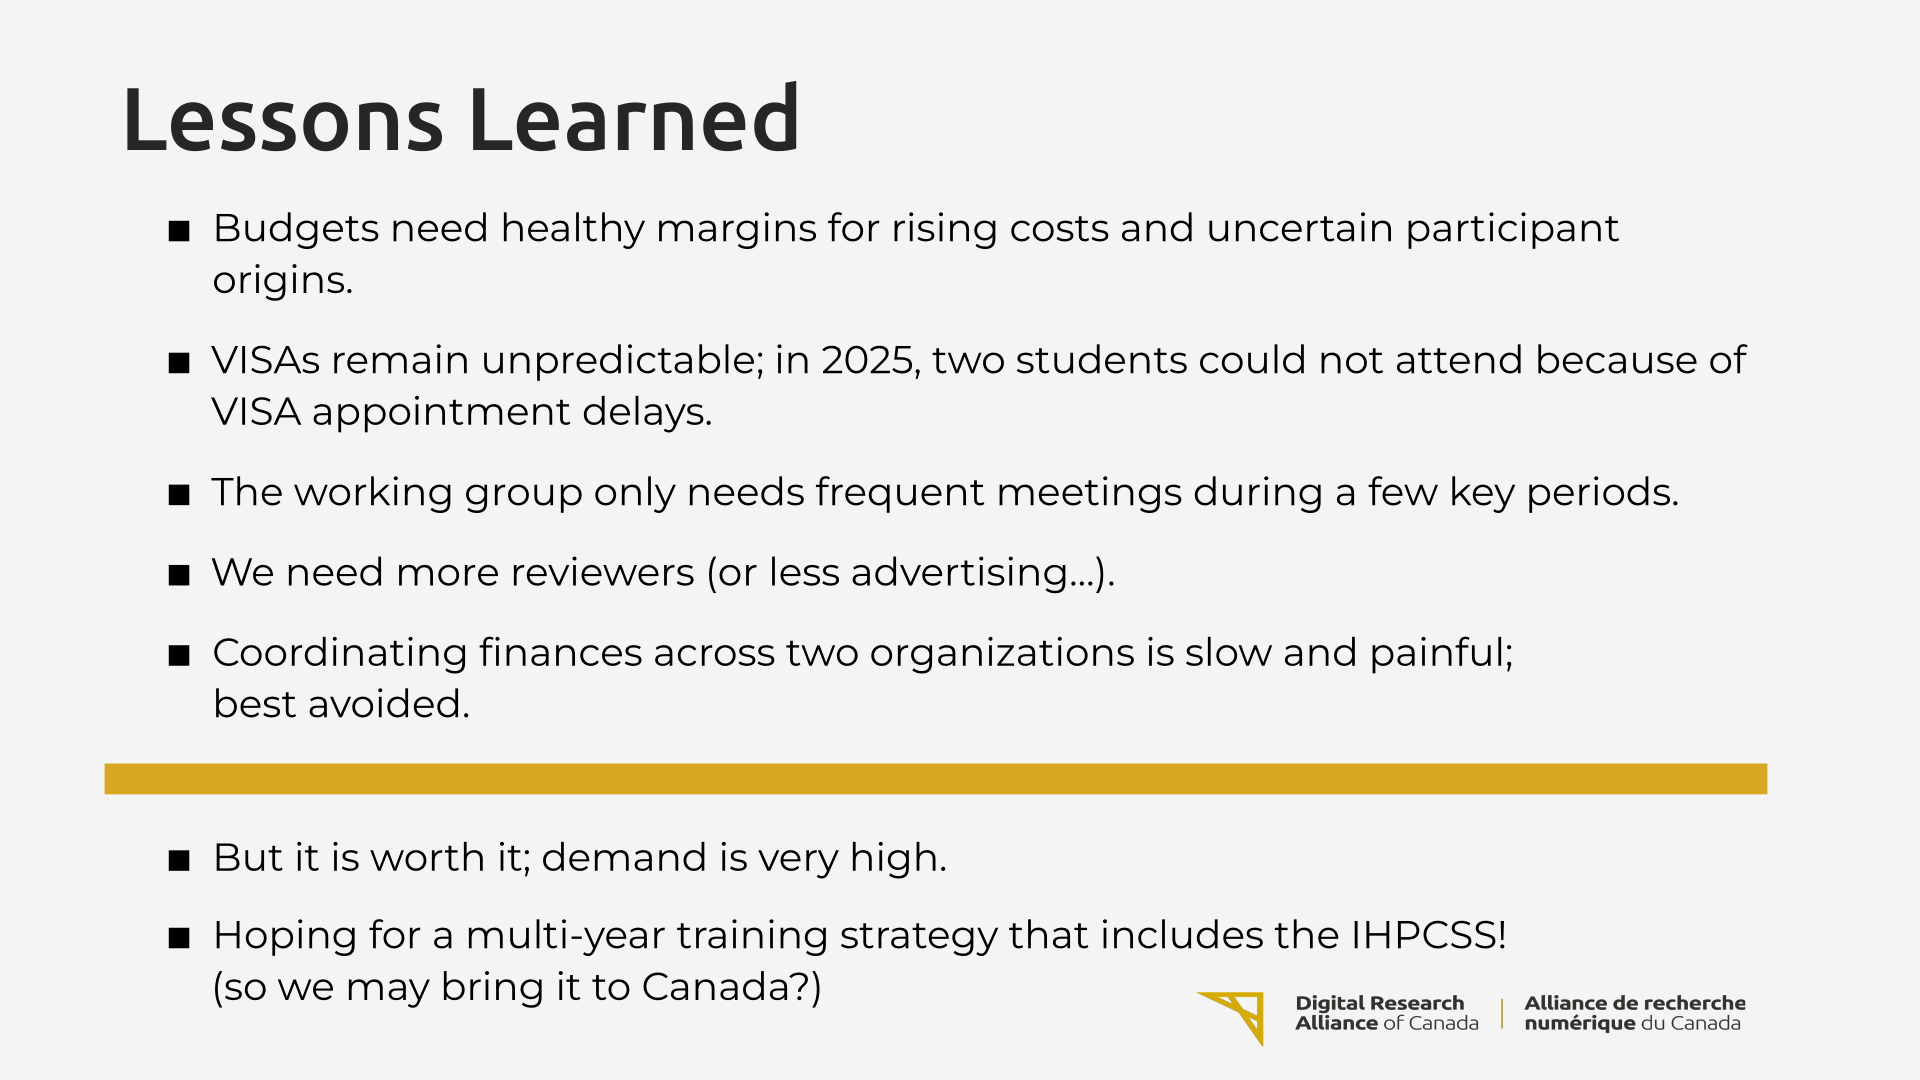 Lessons Learned
■ Budgets need healthy margins for rising costs and uncertain participant
origins.
■ VISAs remain unpredictable; in 2025, two students could not attend because of
VISA appointment delays.
■ The working group only needs frequent meetings during a few key periods.
■ We need more reviewers (or less advertising...).
■ Coordinating finances across two organizations is slow and painful;
best avoided.
■ But it is worth it; demand is very high.
■ Hoping for a multi-year training strategy that includes the IHPCSS!
(so we may bring it to Canada?)
Digital Research
Alliance of Canada
Alliance de recherche
numérique du Canada